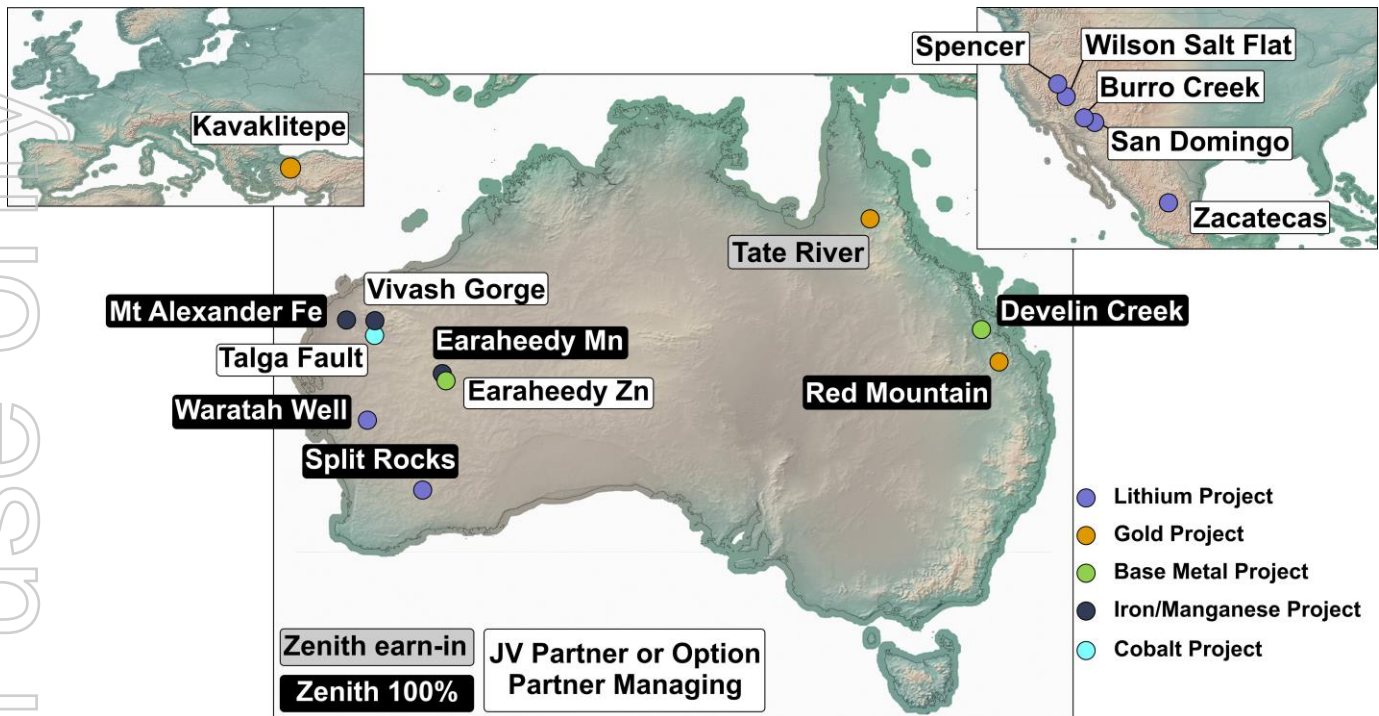 Kavaklitepe
Spencer
Wilson Salt Flat
Burro Creek
San Domingo
Zacatecas
Tate River
Vivash Gorge
Mt Alexander Fe
Talga Fault
Earaheedy Mn
Earaheedy Zn
Waratah Well
Split Rocks
Develin Creek
Red Mountain
Lithium Project
Gold Project
Base Metal Project
Iron/Manganese Project
Cobalt Project
Zenith earn-in
Zenith 100%
JV Partner or Option
Partner Managing